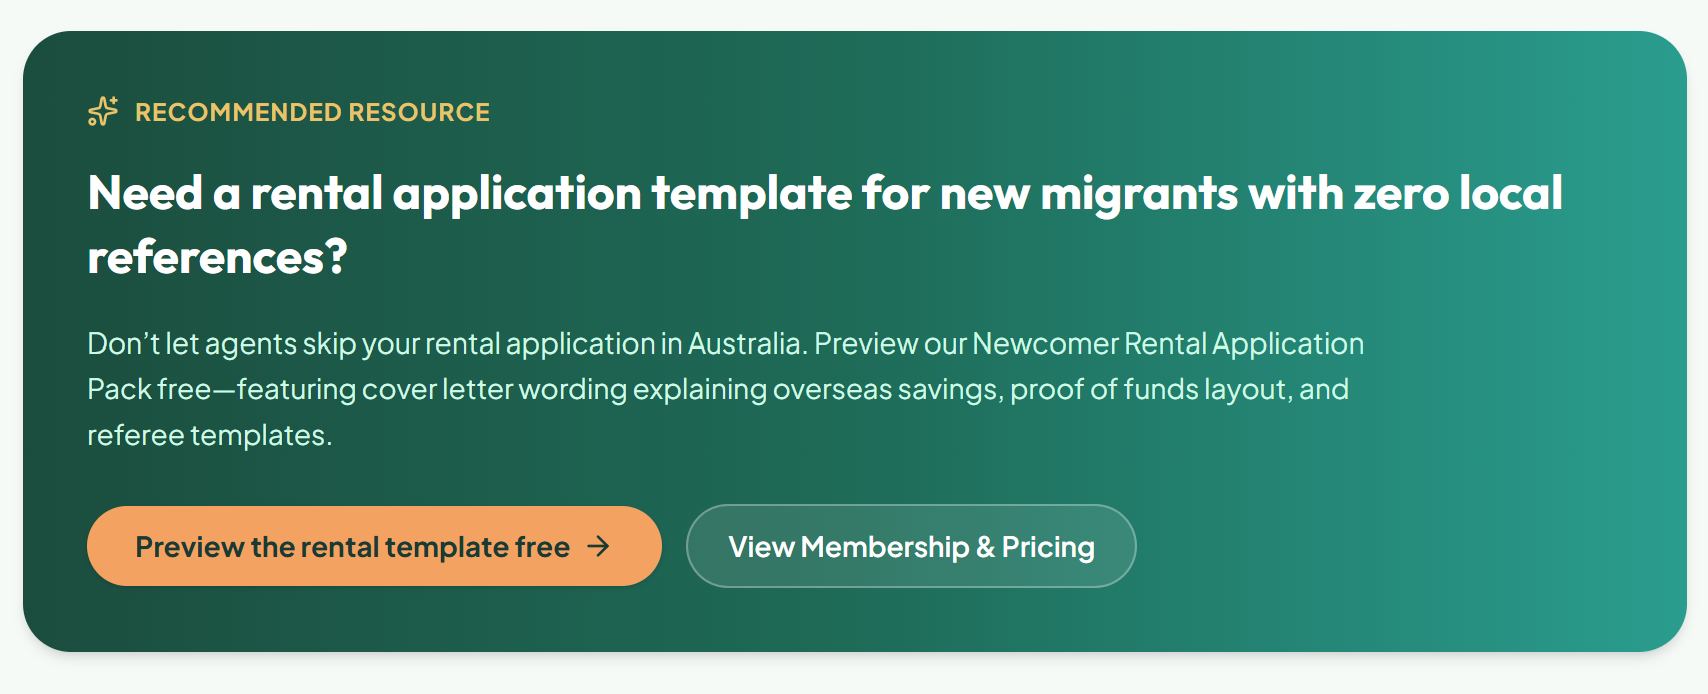 RECOMMENDED RESOURCE
Need a rental application template for new migrants with zero local
references?
Don’t let agents skip your rental application in Australia. Preview our Newcomer Rental Application
Pack free—featuring cover letter wording explaining overseas savings, proof of funds layout, and
referee templates.
Preview the rental template free →
View Membership & Pricing